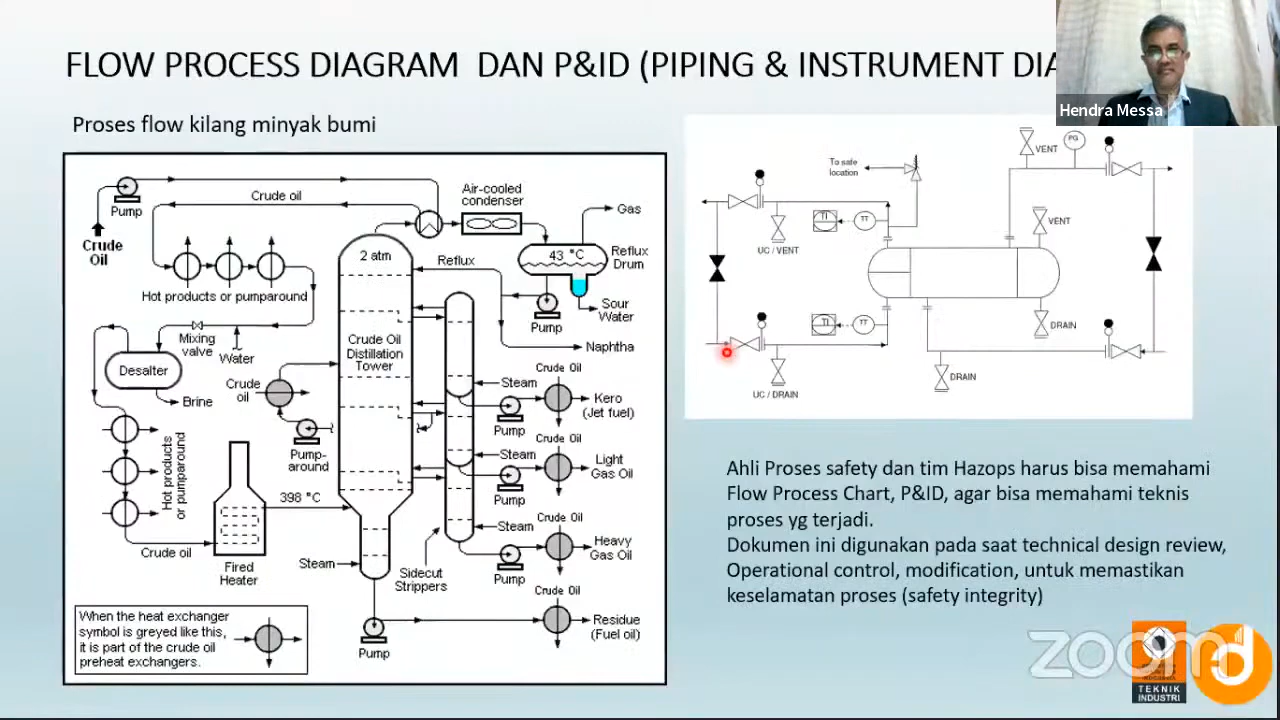 FLOW PROCESS DIAGRAM DAN P&ID (PIPING & INSTRUMENT DIA
Hendra Messa
Proses flow kilang minyak bumi
Pump
Crude
Oil
Crude oil
Air-cooled
condenser
Gas
2 atm
43 °C
Reflux
Drum
Reflux
Hot products or pumparound
Pump
Sour
Water
Mixing
valve
Water
Naphtha
Crude Oil
Distillation
Tower
Desalter
Brine
Crude
oil
Steam
Crude Oil
Kero
(Jet fuel)
Pump
Pump-
around
Hot products
or pumparound
Crude Oil
Steam
Light
Gas Oil
Pump
398 °C
Crude Oil
Steam
Heavy
Gas Oil
Pump
Crude oil
Fired
Heater
Steam
Sidecut
Strippers
Crude Oil
Residue
(Fuel oil)
Pump
When the heat exchanger
symbol is greyed like this,
it is part of the crude oil
preheat exchangers.
To safe
location
VENT
PG
TI
TT
UC / VENT
VENT
TI
TT
DRAIN
UC / DRAIN
DRAIN
Ahli Proses safety dan tim Hazops harus bisa memahami
Flow Process Chart, P&ID, agar bisa memahami teknis
proses yg terjadi.
Dokumen ini digunakan pada saat technical design review,
Operational control, modification, untuk memastikan
keselamatan proses (safety integrity)
zoom
TEKNIK
INDUSTRI